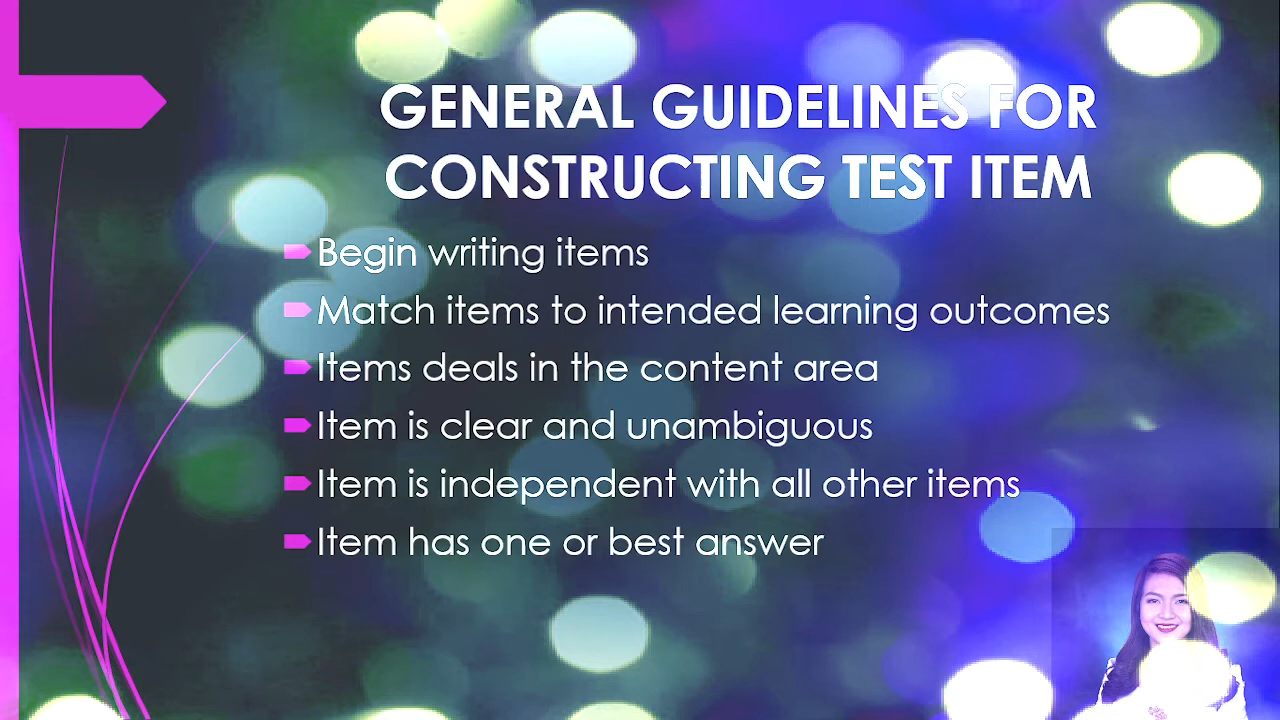 GENERAL GUIDELINES FOR
CONSTRUCTING TEST ITEM
Begin writing items
Match items to intended learning outcomes
Items deals in the content area
Item is clear and unambiguous
Item is independent with all other items
Item has one or best answer